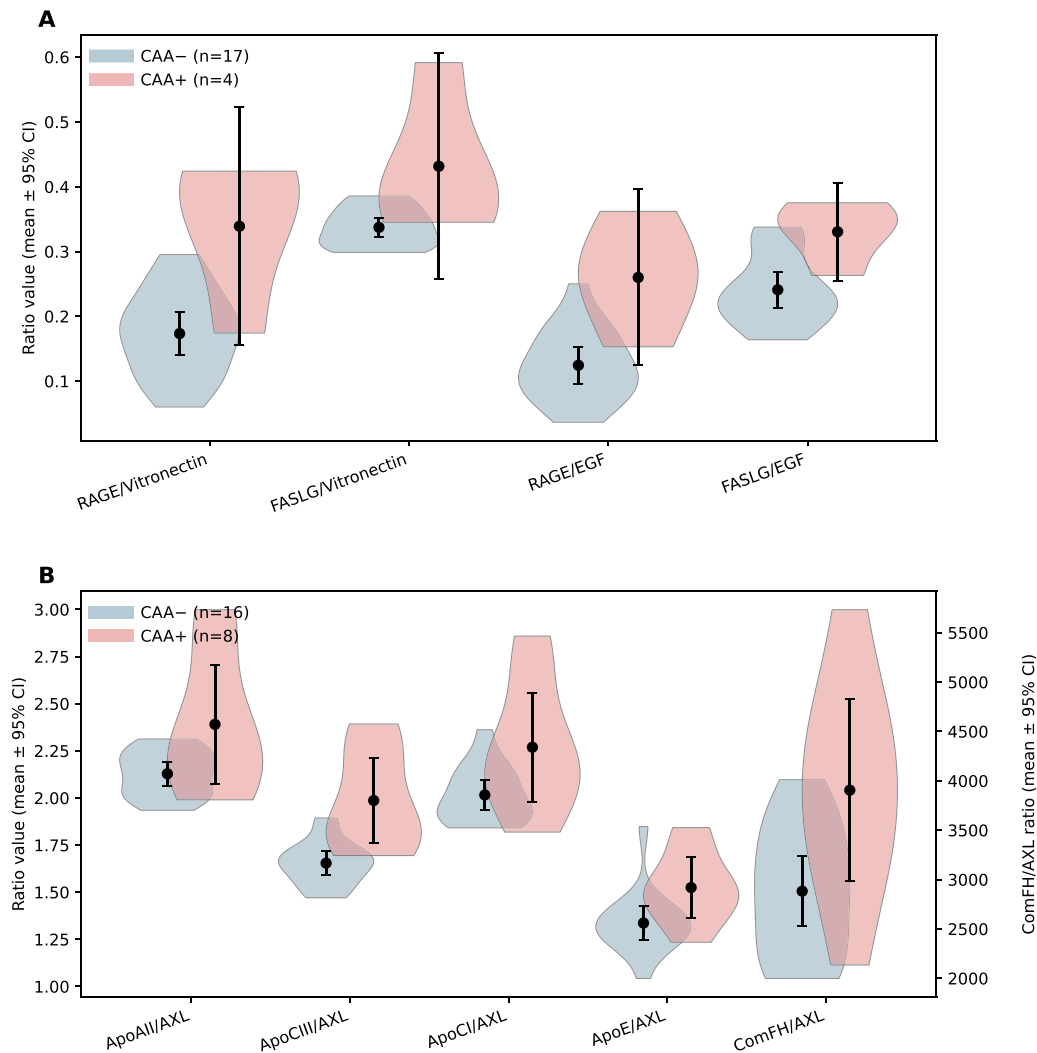 A
CAA− (n=17)
CAA+ (n=4)
Ratio value (mean ± 95% CI)
0.6
0.5
0.4
0.3
0.2
0.1
RAGE/Vitronectin
FASLG/Vitronectin
RAGE/EGF
FASLG/EGF
B
CAA− (n=16)
CAA+ (n=8)
Ratio value (mean ± 95% CI)
3.00
2.75
2.50
2.25
2.00
1.75
1.50
1.25
1.00
5500
5000
4500
4000
3500
3000
2500
2000
ComFH/AXL ratio (mean ± 95% CI)
ApoAII/AXL
ApoCIII/AXL
ApoCI/AXL
ApoE/AXL
ComFH/AXL